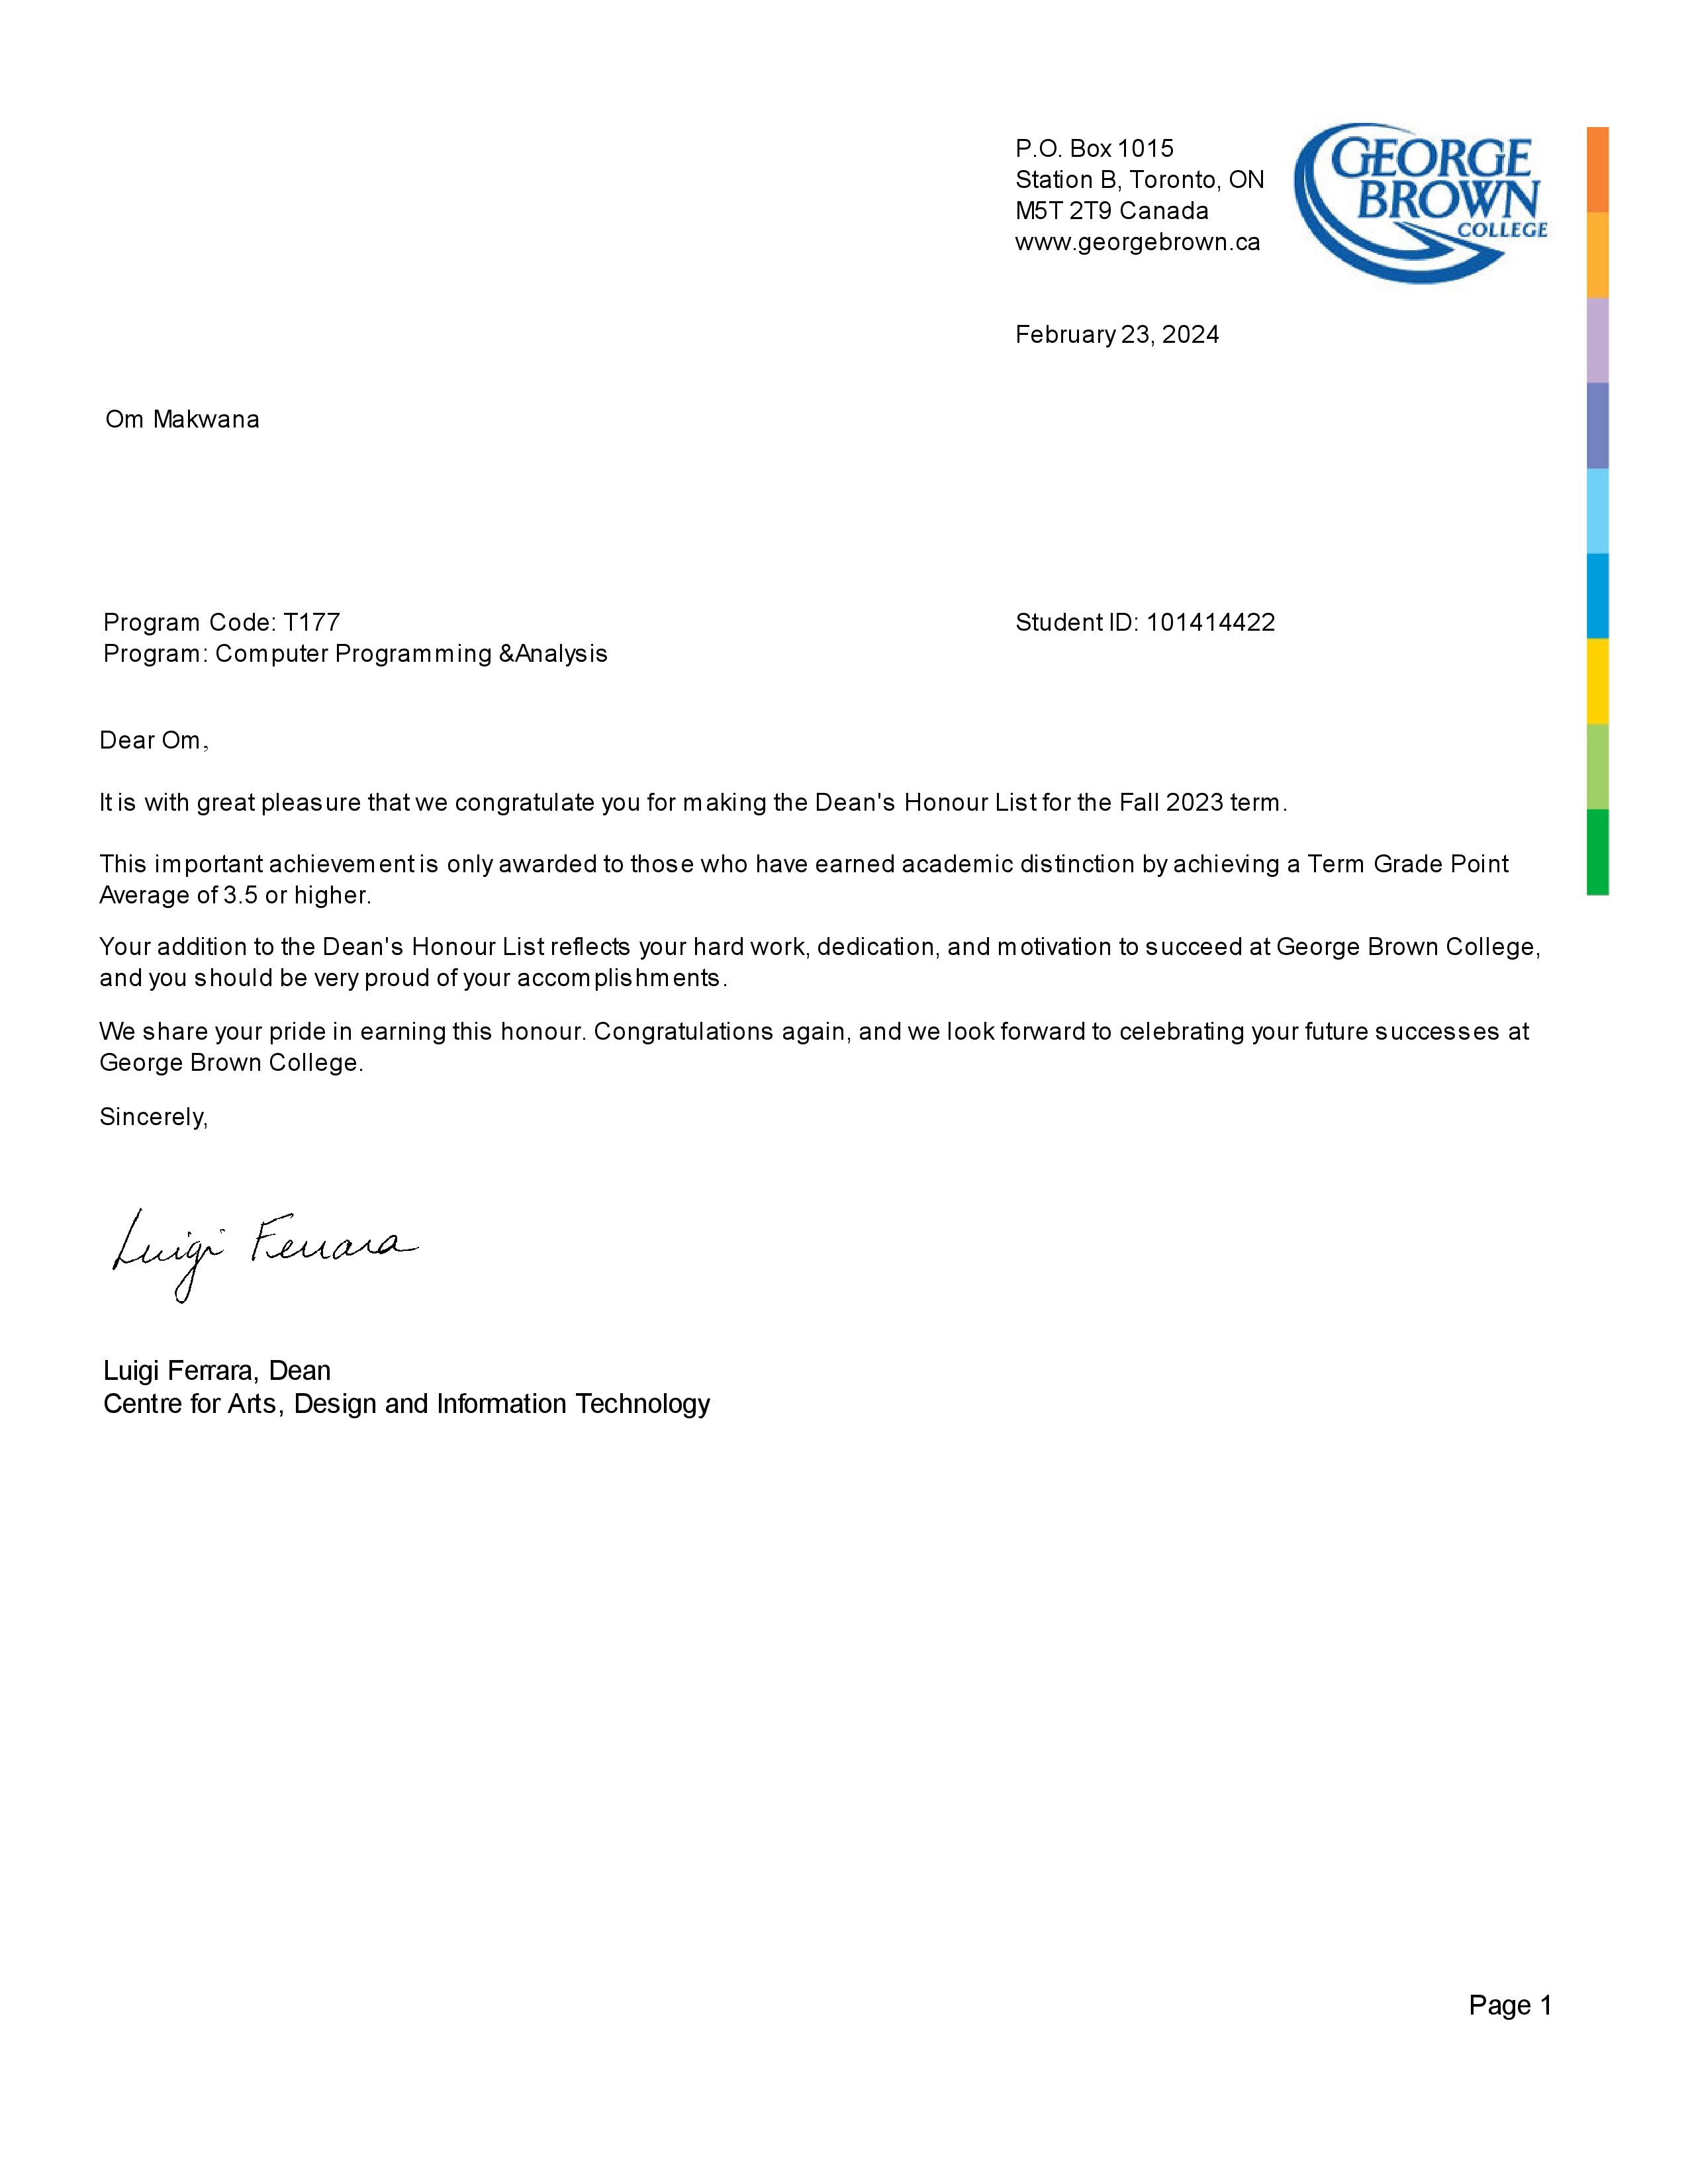 P.O. Box 1015
Station B, Toronto, ON
M5T 2T9 Canada
www.georgebrown.ca
GEORGE
BROWN
COLLEGE
February 23, 2024
Om Makwana
Program Code: T177
Student ID: 101414422
Program: Computer Programming &Analysis
Dear Om,
It is with great pleasure that we congratulate you for making the Dean's Honour List for the Fall 2023 term.
This important achievement is only awarded to those who have earned academic distinction by achieving a Term Grade Point
Average of 3.5 or higher.
Your addition to the Dean's Honour List reflects your hard work, dedication, and motivation to succeed at George Brown College,
and you should be very proud of your accomplishments.
We share your pride in earning this honour. Congratulations again, and we look forward to celebrating your future successes at
George Brown College.
Sincerely,
Luigi Ferrara
Luigi Ferrara, Dean
Centre for Arts, Design and Information Technology
Page 1